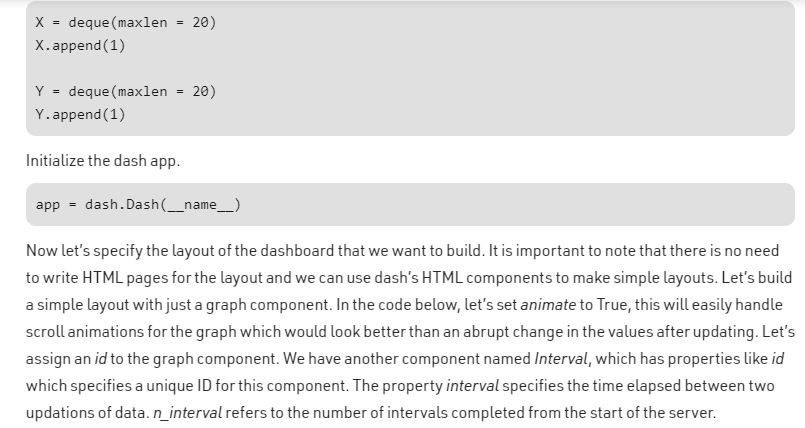 X = deque(maxlen = 20)
X.append(1)
Y = deque(maxlen = 20)
Y.append(1)
Initialize the dash app.
app = dash.Dash(__name__)
Now let's specify the layout of the dashboard that we want to build. It is important to note that there is no need
to write HTML pages for the layout and we can use dash's HTML components to make simple layouts. Let's build
a simple layout with just a graph component. In the code below, let's set animate to True, this will easily handle
scroll animations for the graph which would look better than an abrupt change in the values after updating. Let's
assign an id to the graph component. We have another component named Interval, which has properties like id
which specifies a unique ID for this component. The property interval specifies the time elapsed between two
updations of data. n_interval refers to the number of intervals completed from the start of the server.